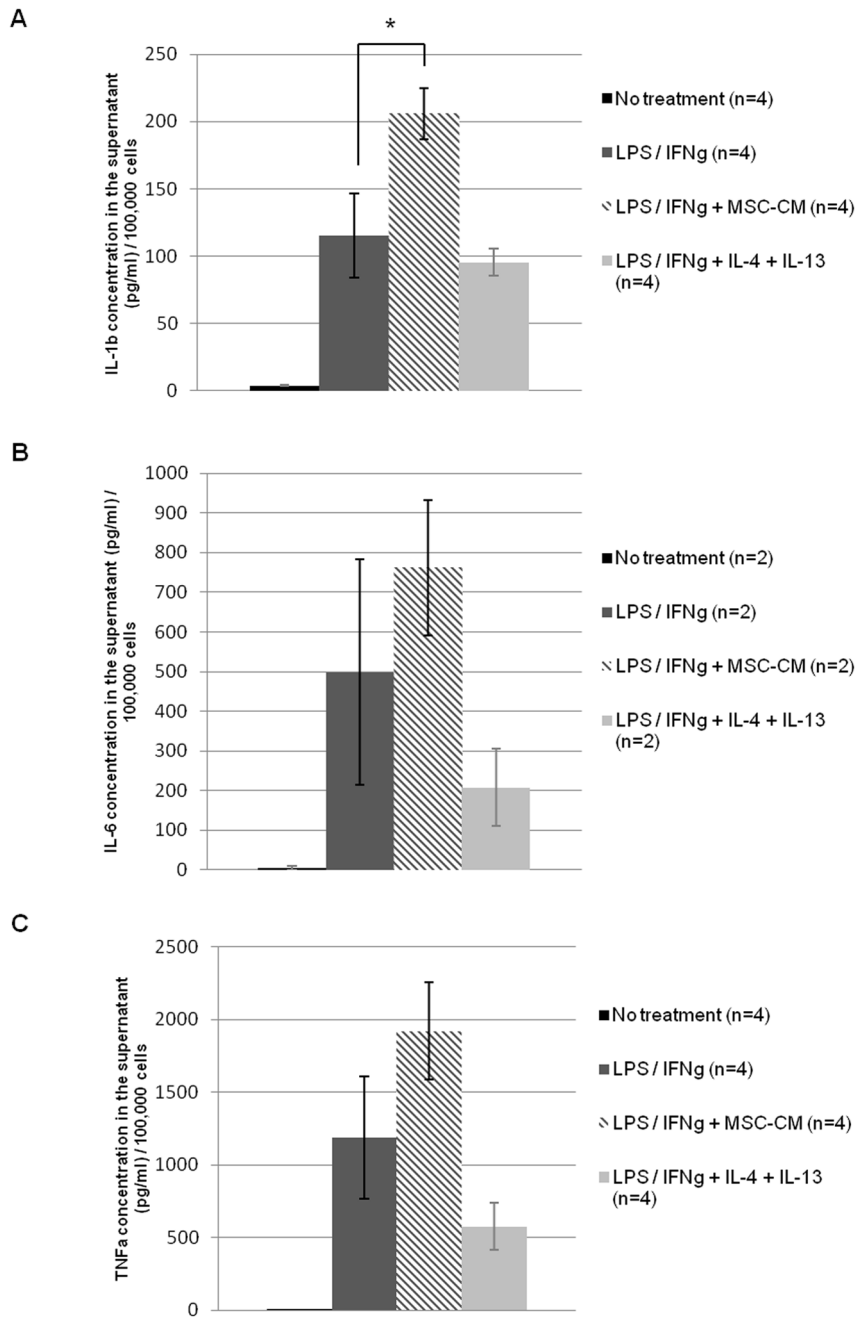 A
*
IL-1b concentration in the supernatant
(pg/ml) / 100,000 cells
250
200
150
100
50
0
No treatment (n=4)
LPS / IFNg (n=4)
LPS / IFNg + MSC-CM (n=4)
LPS / IFNg + IL-4 + IL-13
(n=4)
B
IL-6 concentration in the supernatant (pg/ml) /
100,000 cells
1000
900
800
700
600
500
400
300
200
100
0
No treatment (n=2)
LPS / IFNg (n=2)
LPS / IFNg + MSC-CM (n=2)
LPS / IFNg + IL-4 + IL-13
(n=2)
C
TNFa concentration in the supernatant
(pg/ml) / 100,000 cells
2500
2000
1500
1000
500
0
No treatment (n=4)
LPS / IFNg (n=4)
LPS / IFNg + MSC-CM (n=4)
LPS / IFNg + IL-4 + IL-13
(n=4)